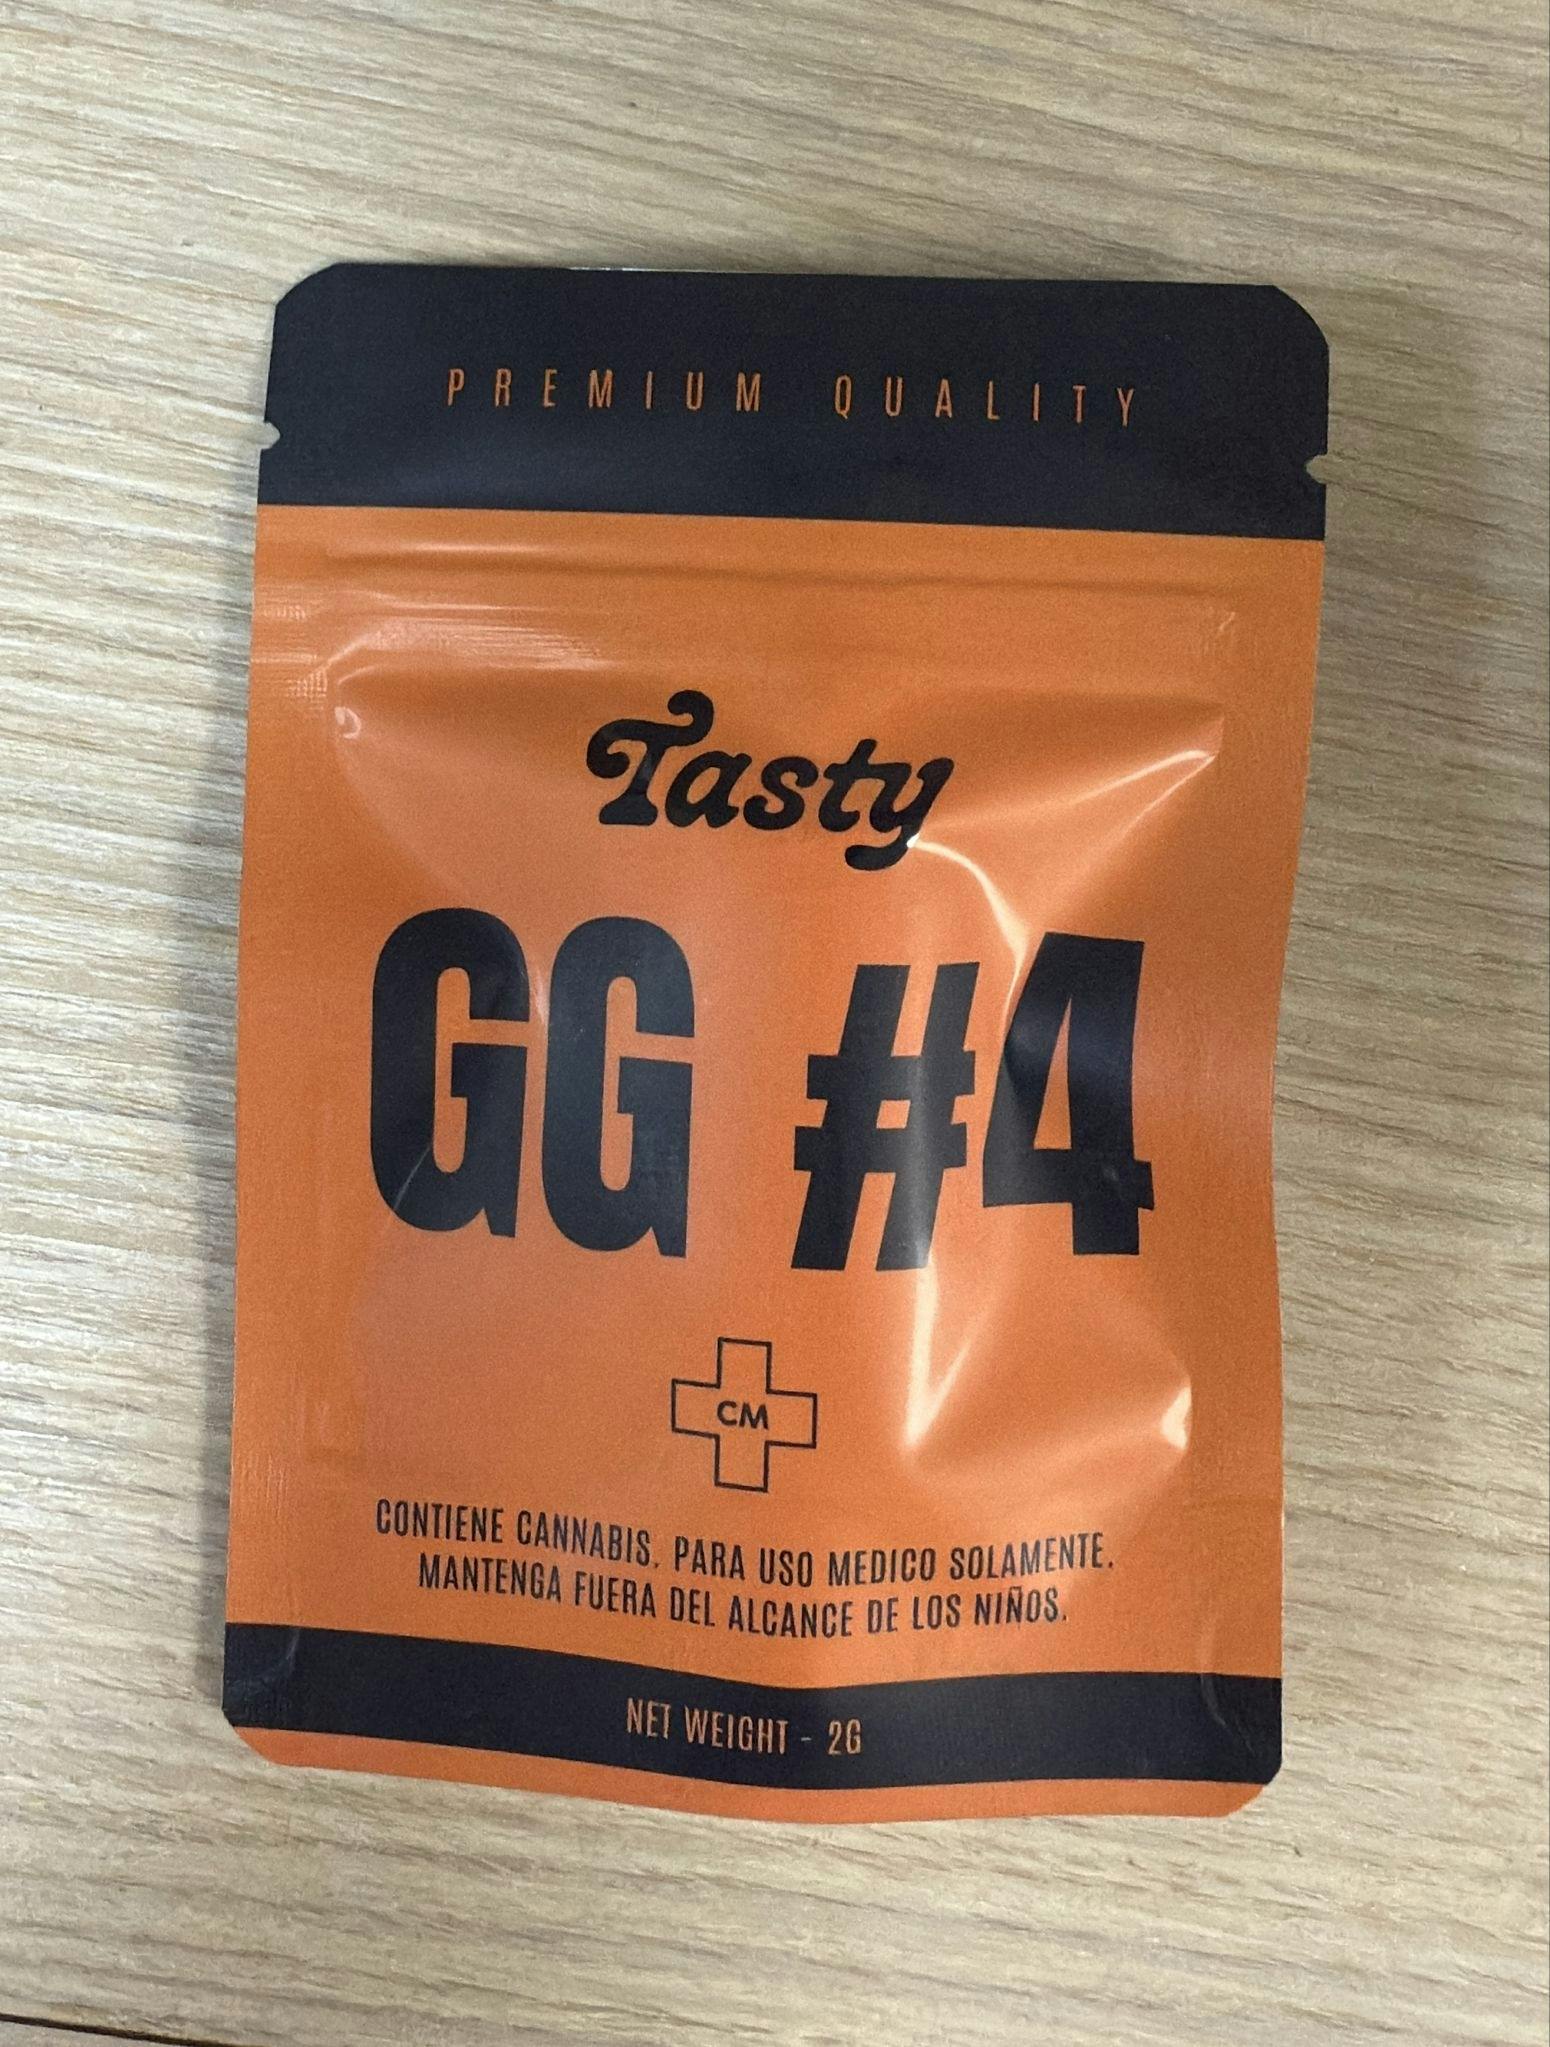 PREMIUM QUALITY
Tasty
GG #4
CM
CONTIENE CANNABIS. PARA USO MEDICO SOLAMENTE.
MANTENGA FUERA DEL ALCANCE DE LOS NIÑOS.
NET WEIGHT - 2G